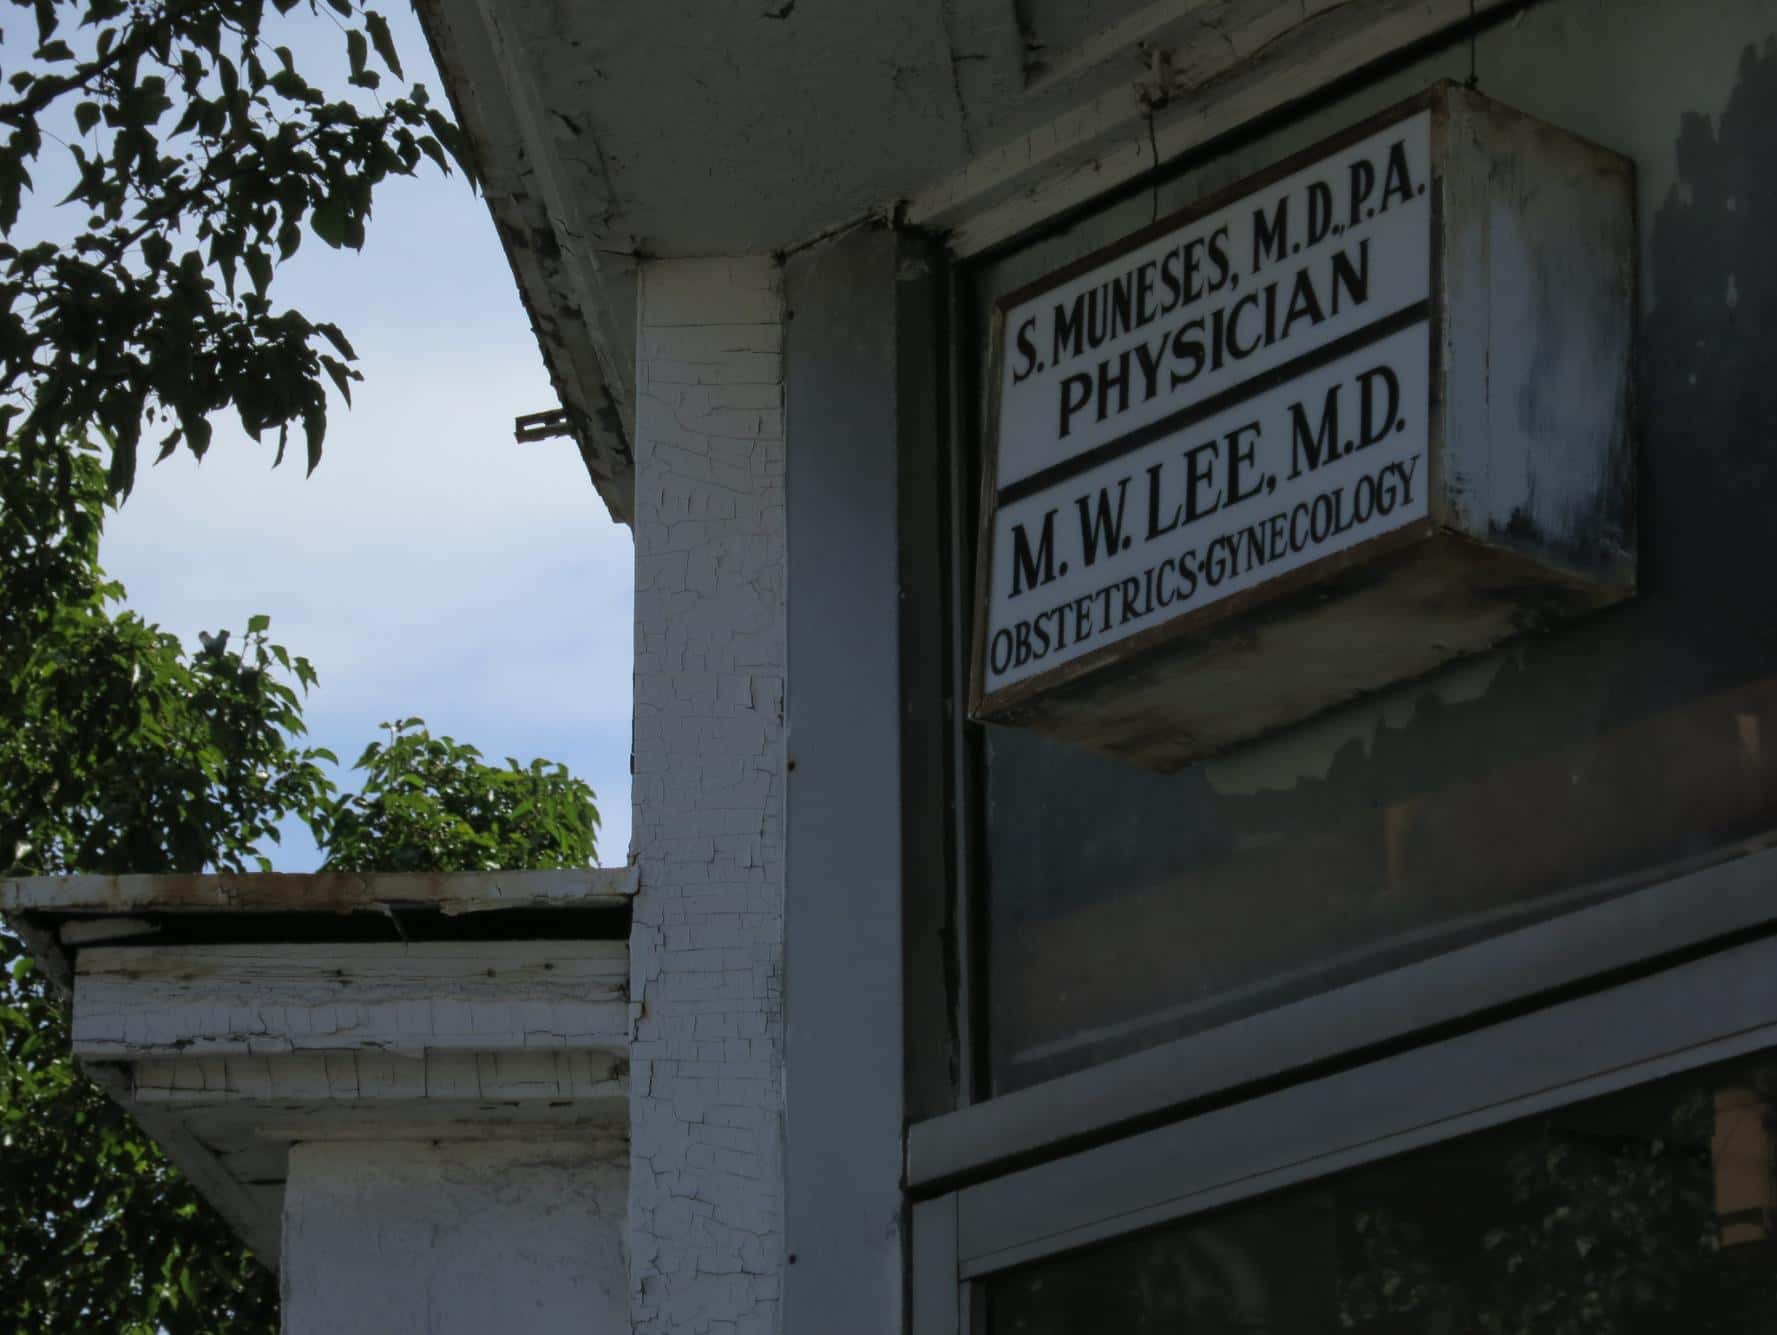 S. MUNESES, M.D., P.A.
PHYSICIAN
M. W. LEE, M.D.
OBSTETRICS·GYNECOLOGY